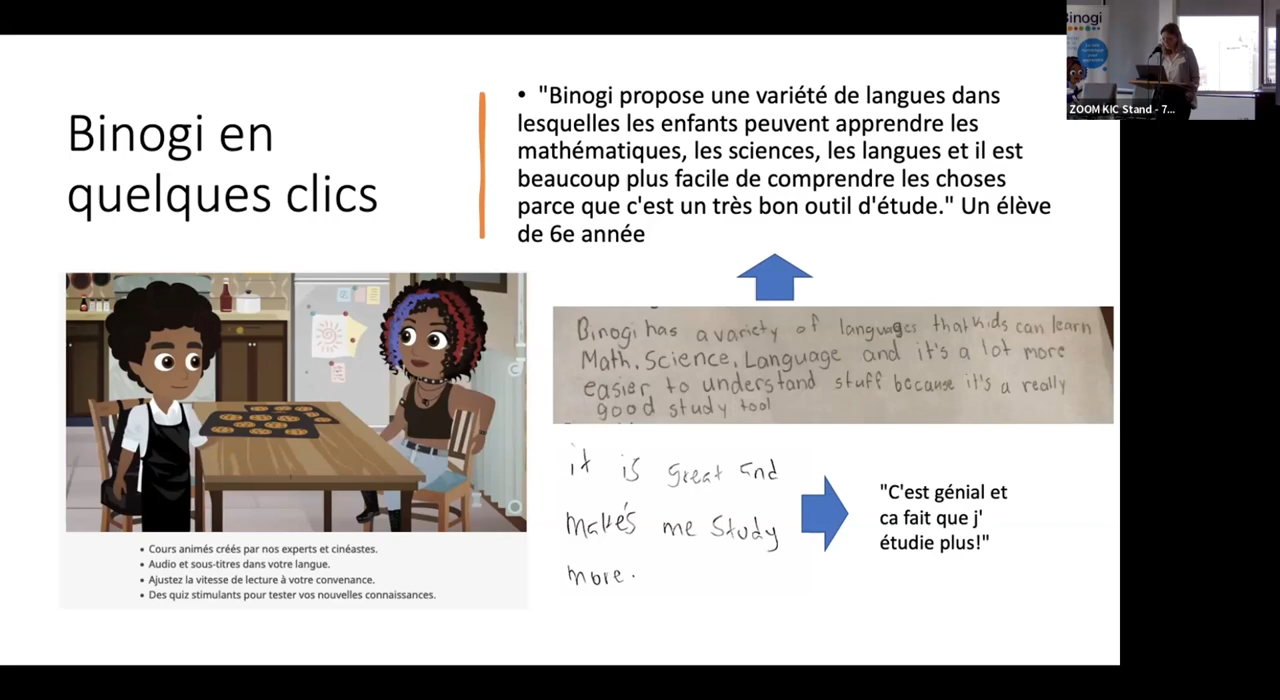 Binogi en
quelques clics
• "Binogi propose une variété de langues dans
lesquelles les enfants peuvent apprendre les
mathématiques, les sciences, les langues et il est
beaucoup plus facile de comprendre les choses
parce que c'est un très bon outil d'étude." Un élève
de 6e année
Binogi has a variety of languages that kids can learn
Math, Science, Language and it's a lot more
easier to understand stuff because it's a really
good study tool
it is great and
makes me study
more.
"C'est génial et
ca fait que j'
étudie plus!"
• Cours animés créés par nos experts et cinéastes.
• Audio et sous-titres dans votre langue.
• Ajustez la vitesse de lecture à votre convenance.
• Des quiz stimulants pour tester vos nouvelles connaissances.
Binogi
ZOOM KIC Stand - 7...